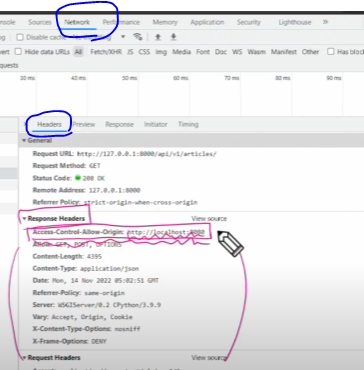 nsole Sources Network Performance Memory Application Security Lighthouse »
Disable cache
vert Hide data URLs All Fetch/XHR JS CSS Img Media Font Doc WS Wasm Manifest Other Has bloc
quests
30 ms 40 ms 50 ms 60 ms 70 ms 80 ms 90 ms
Headers Preview Response Initiator Timing
General
Request URL: http://127.0.0.1:8000/api/v1/articles/
Request Method: GET
Status Code: 200 OK
Remote Address: 127.0.0.1:8000
Referrer Policy: strict-origin-when-cross-origin
Response Headers View source
Access-Control-Allow-Origin: http://localhost:8080
Allow: GET, POST, OPTIONS
Content-Length: 4395
Content-Type: application/json
Date: Mon, 14 Nov 2022 05:02:51 GMT
Referrer-Policy: same-origin
Server: WSGIServer/0.2 CPython/3.9.9
Vary: Accept, Origin, Cookie
X-Content-Type-Options: nosniff
X-Frame-Options: DENY
Request Headers View source